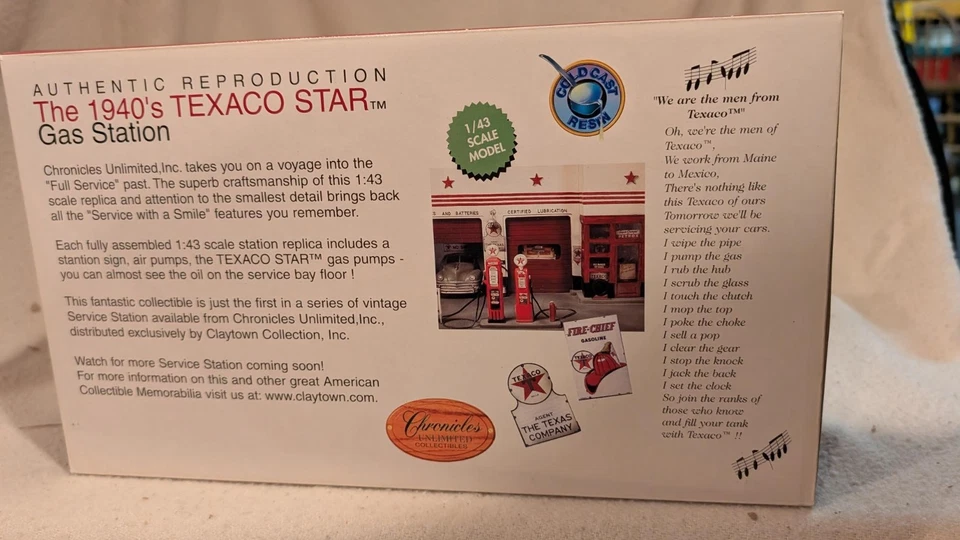 AUTHENTIC REPRODUCTION
The 1940's TEXACO STAR™
Gas Station
Chronicles Unlimited,Inc. takes you on a voyage into the
"Full Service" past. The superb craftsmanship of this 1:43
scale replica and attention to the smallest detail brings back
all the "Service with a Smile" features you remember.
Each fully assembled 1:43 scale station replica includes a
stantion sign, air pumps, the TEXACO STAR™ gas pumps -
you can almost see the oil on the service bay floor !
This fantastic collectible is just the first in a series of vintage
Service Station available from Chronicles Unlimited,Inc.,
distributed exclusively by Claytown Collection, Inc.
Watch for more Service Station coming soon!
For more information on this and other great American
Collectible Memorabilia visit us at: www.claytown.com.
COLD CAST
RESIN
1/43
SCALE
MODEL
S AND BATTERIES
CERTIFIED LUBRICATION
FIRE-CHIEF
GASOLINE
TEXACO
AGENT
THE TEXAS
COMPANY
Chronicles
UNLIMITED
COLLECTIBLES
"We are the men from
Texaco™"
Oh, we're the men of
Texaco™,
We work from Maine
to Mexico,
There's nothing like
this Texaco of ours
Tomorrow we'll be
servicing your cars.
I wipe the pipe
I pump the gas
I rub the hub
I scrub the glass
I touch the clutch
I mop the top
I poke the choke
I sell a pop
I clear the gear
I stop the knock
I jack the back
I set the clock
So join the ranks of
those who know
and fill your tank
with Texaco™ !!